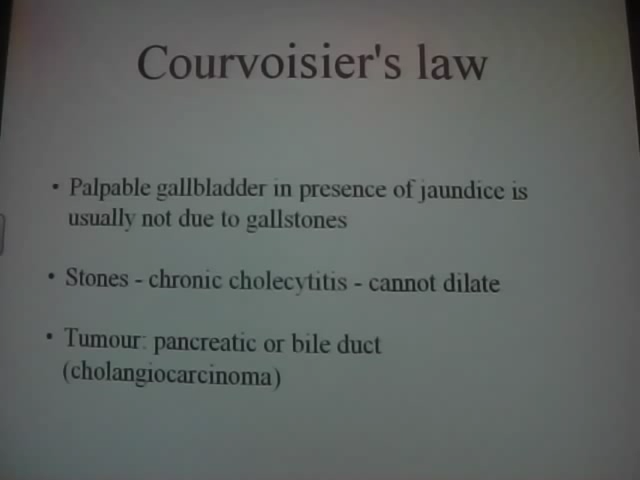 Courvoisier's law
• Palpable gallbladder in presence of jaundice is
usually not due to gallstones
• Stones - chronic cholecytitis - cannot dilate
• Tumour: pancreatic or bile duct
(cholangiocarcinoma)